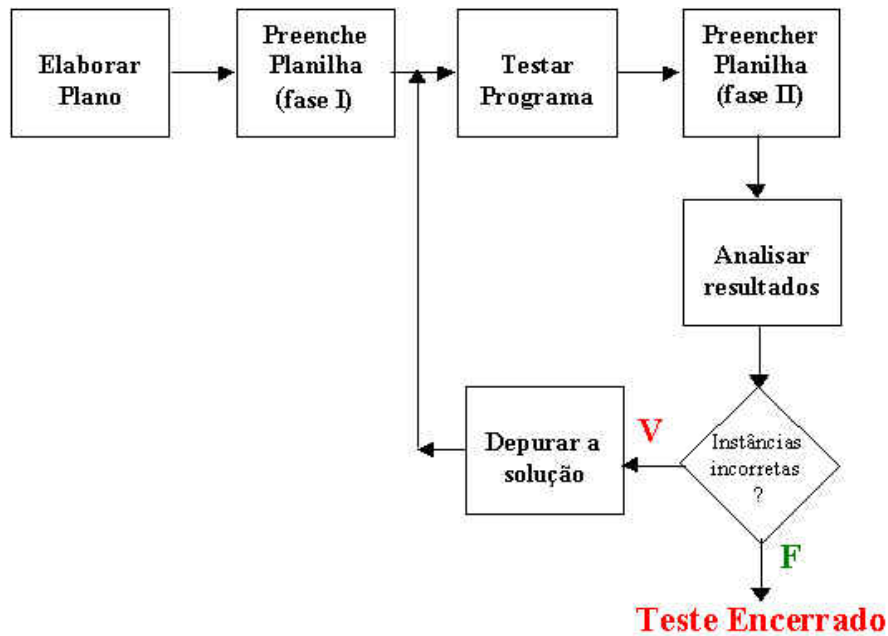 Elaborar
Plano
Preenche
Planilha
(fase I)
Testar
Programa
Preencher
Planilha
(fase II)
Analisar
resultados
Instâncias
incorretas
?
V
Depurar a
solução
F
Teste Encerrado